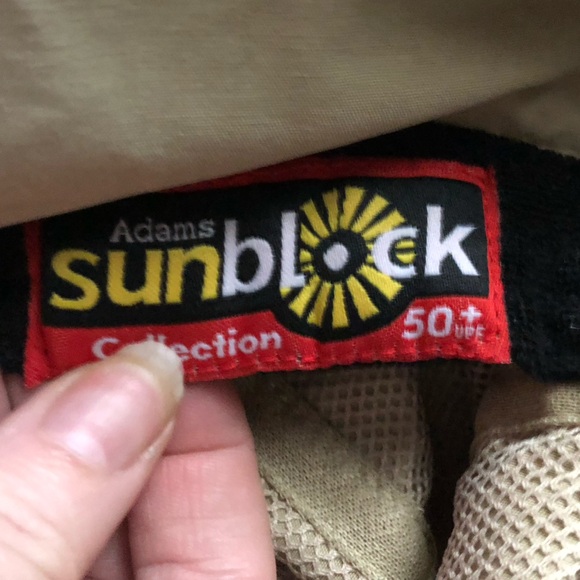 Adams
sunblock
Collection
50+
UPF